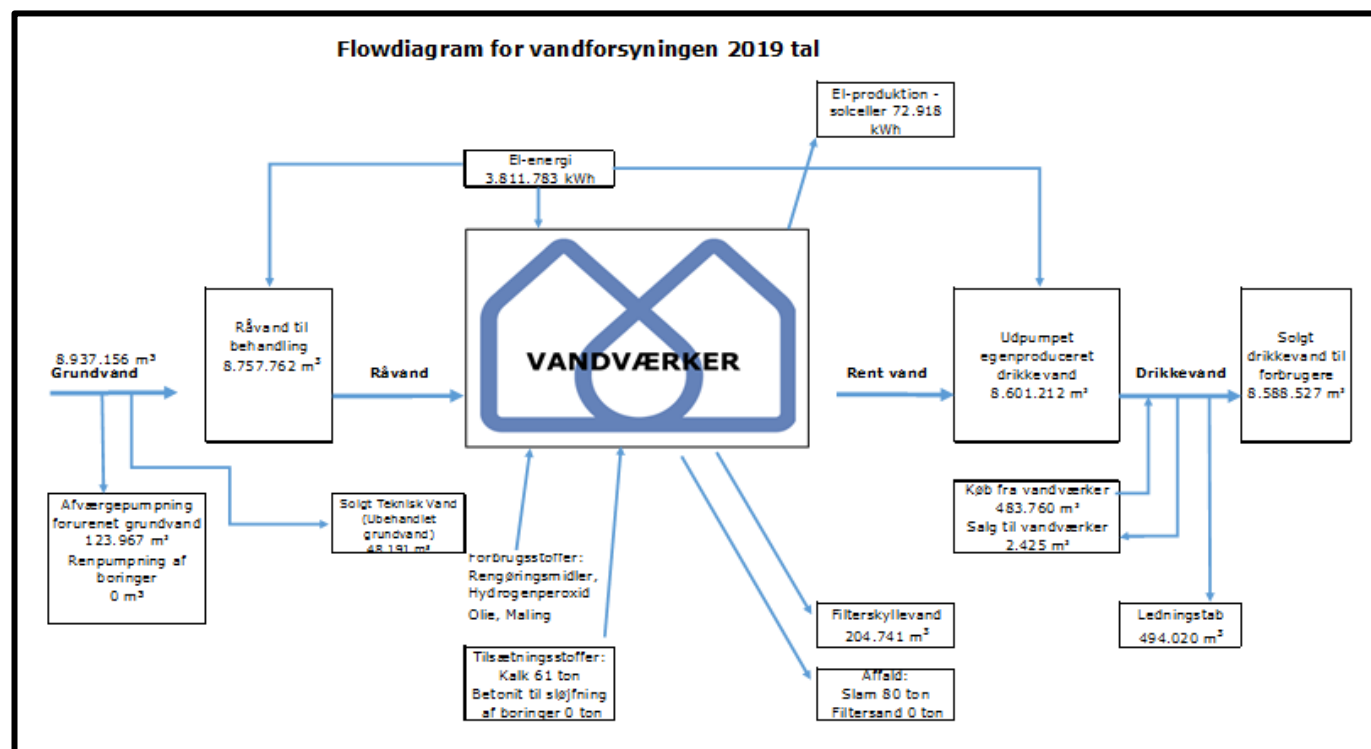 Flowdiagram for vandforsyningen 2019 tal
El-produktion -
solceller 72.918
kWh
El-energi
3.811.783 kWh
8.937.156 m³
Grundvand
Råvand til
behandling
8.757.762 m³
Råvand
VANDVÆRKER
Rent vand
Udpumpet
egenproduceret
drikkevand
8.601.212 m³
Drikkevand
Solgt
drikkevand til
forbrugere
8.588.527 m³
Afværgepumpning
forurenet grundvand
123.967 m³
Renpumpning af
boringer
0 m³
Solgt Teknisk Vand
(Ubehandlet
grundvand)
48.191 m³
Forbrugsstoffer:
Rengøringsmidler,
Hydrogenperoxid
Olie, Maling
Køb fra vandværker
483.760 m³
Salg til vandværker
2.425 m³
Tilsætningsstoffer:
Kalk 61 ton
Betonit til sløjfning
af boringer 0 ton
Filterskyllevand
204.741 m³
Affald:
Slam 80 ton
Filtersand 0 ton
Ledningstab
494.020 m³